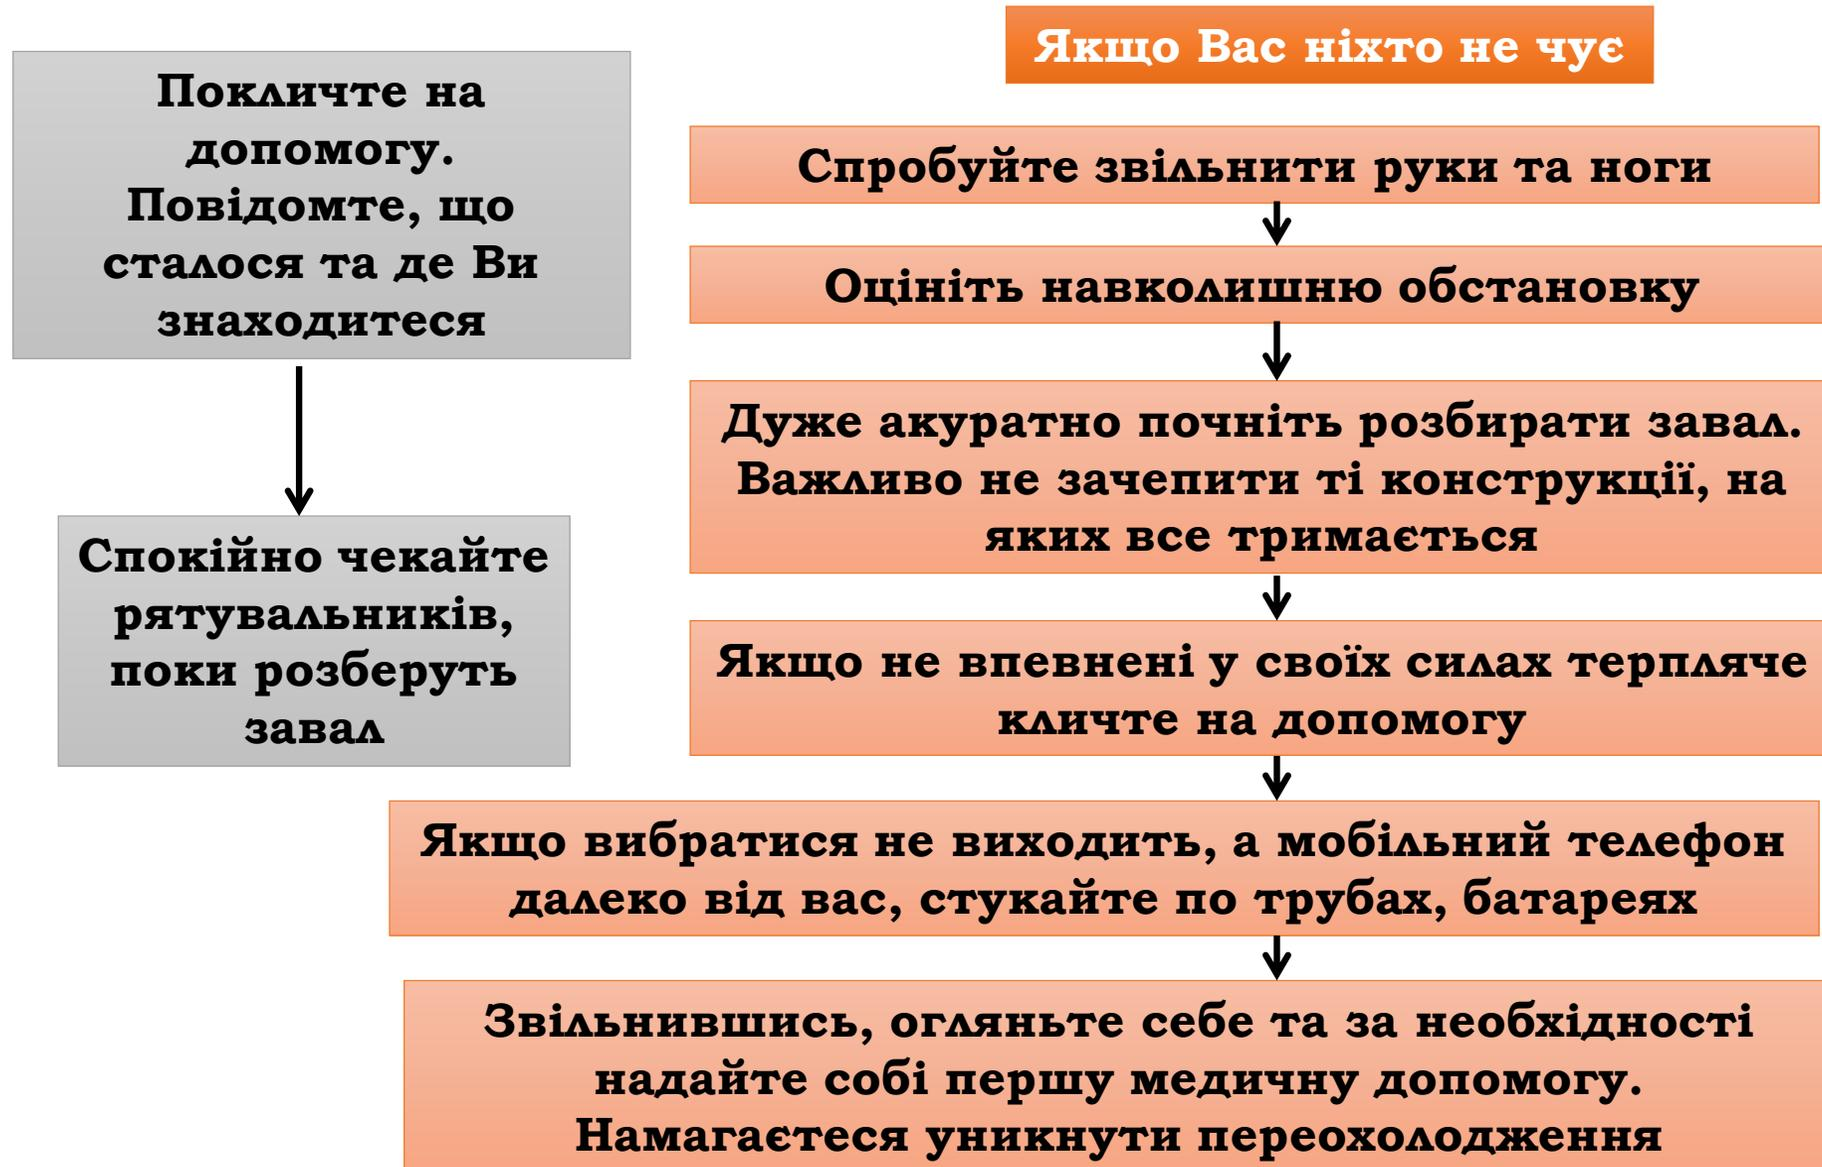 Покличте на
допомогу.
Повідомте, що
сталося та де Ви
знаходитеся
Спокійно чекайте
рятувальників,
поки розберуть
завал
Якщо Вас ніхто не чує
Спробуйте звільнити руки та ноги
Оцініть навколишню обстановку
Дуже акуратно почніть розбирати завал.
Важливо не зачепити ті конструкції, на
яких все тримається
Якщо не впевнені у своїх силах терпляче
кличте на допомогу
Якщо вибратися не виходить, а мобільний телефон
далеко від вас, стукайте по трубах, батареях
Звільнившись, огляньте себе та за необхідності
надайте собі першу медичну допомогу.
Намагаєтеся уникнути переохолодження